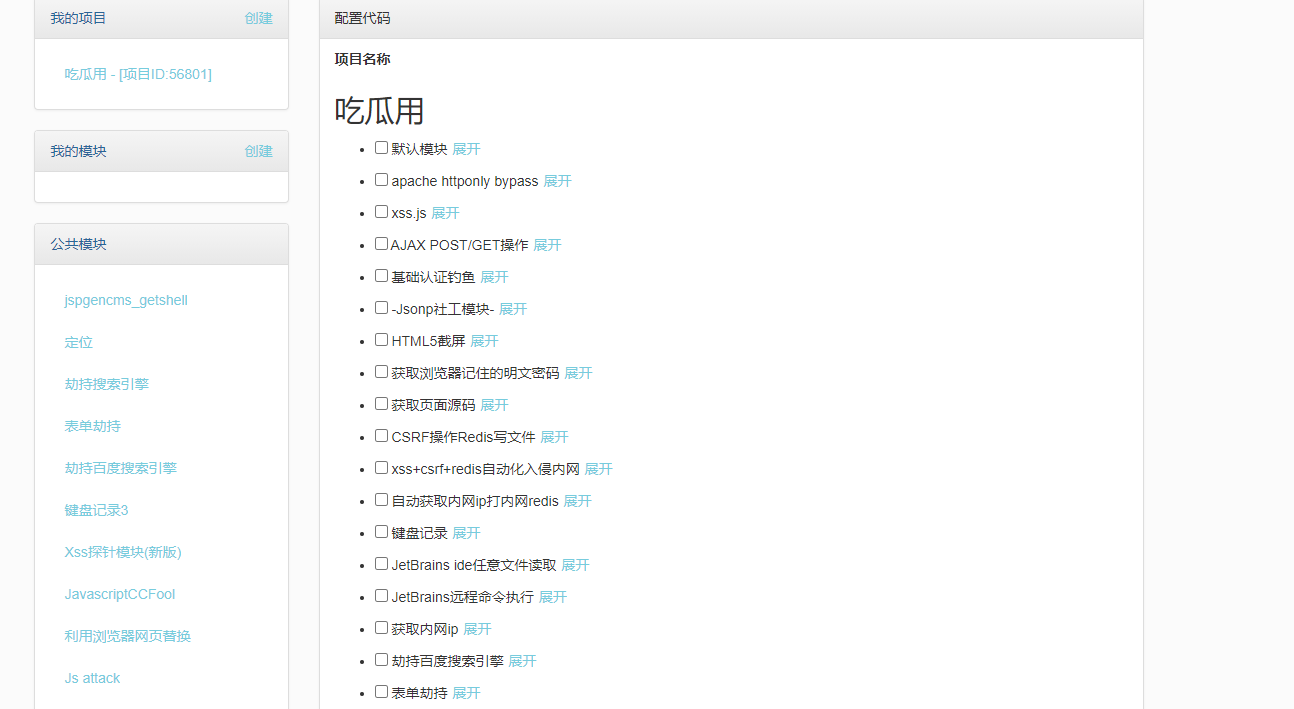 我的项目 创建
吃瓜用 - [项目ID:56801]
我的模块 创建
公共模块
jspgencms_getshell
定位
劫持搜索引擎
表单劫持
劫持百度搜索引擎
键盘记录3
Xss探针模块(新版)
JavascriptCCFool
利用浏览器网页替换
Js attack
配置代码
项目名称
吃瓜用
默认模块 展开
apache httponly bypass 展开
xss.js 展开
AJAX POST/GET操作 展开
基础认证钓鱼 展开
-Jsonp社工模块- 展开
HTML5截屏 展开
获取浏览器记住的明文密码 展开
获取页面源码 展开
CSRF操作Redis写文件 展开
xss+csrf+redis自动化入侵内网 展开
自动获取内网ip打内网redis 展开
键盘记录 展开
JetBrains ide任意文件读取 展开
JetBrains远程命令执行 展开
获取内网ip 展开
劫持百度搜索引擎 展开
表单劫持 展开